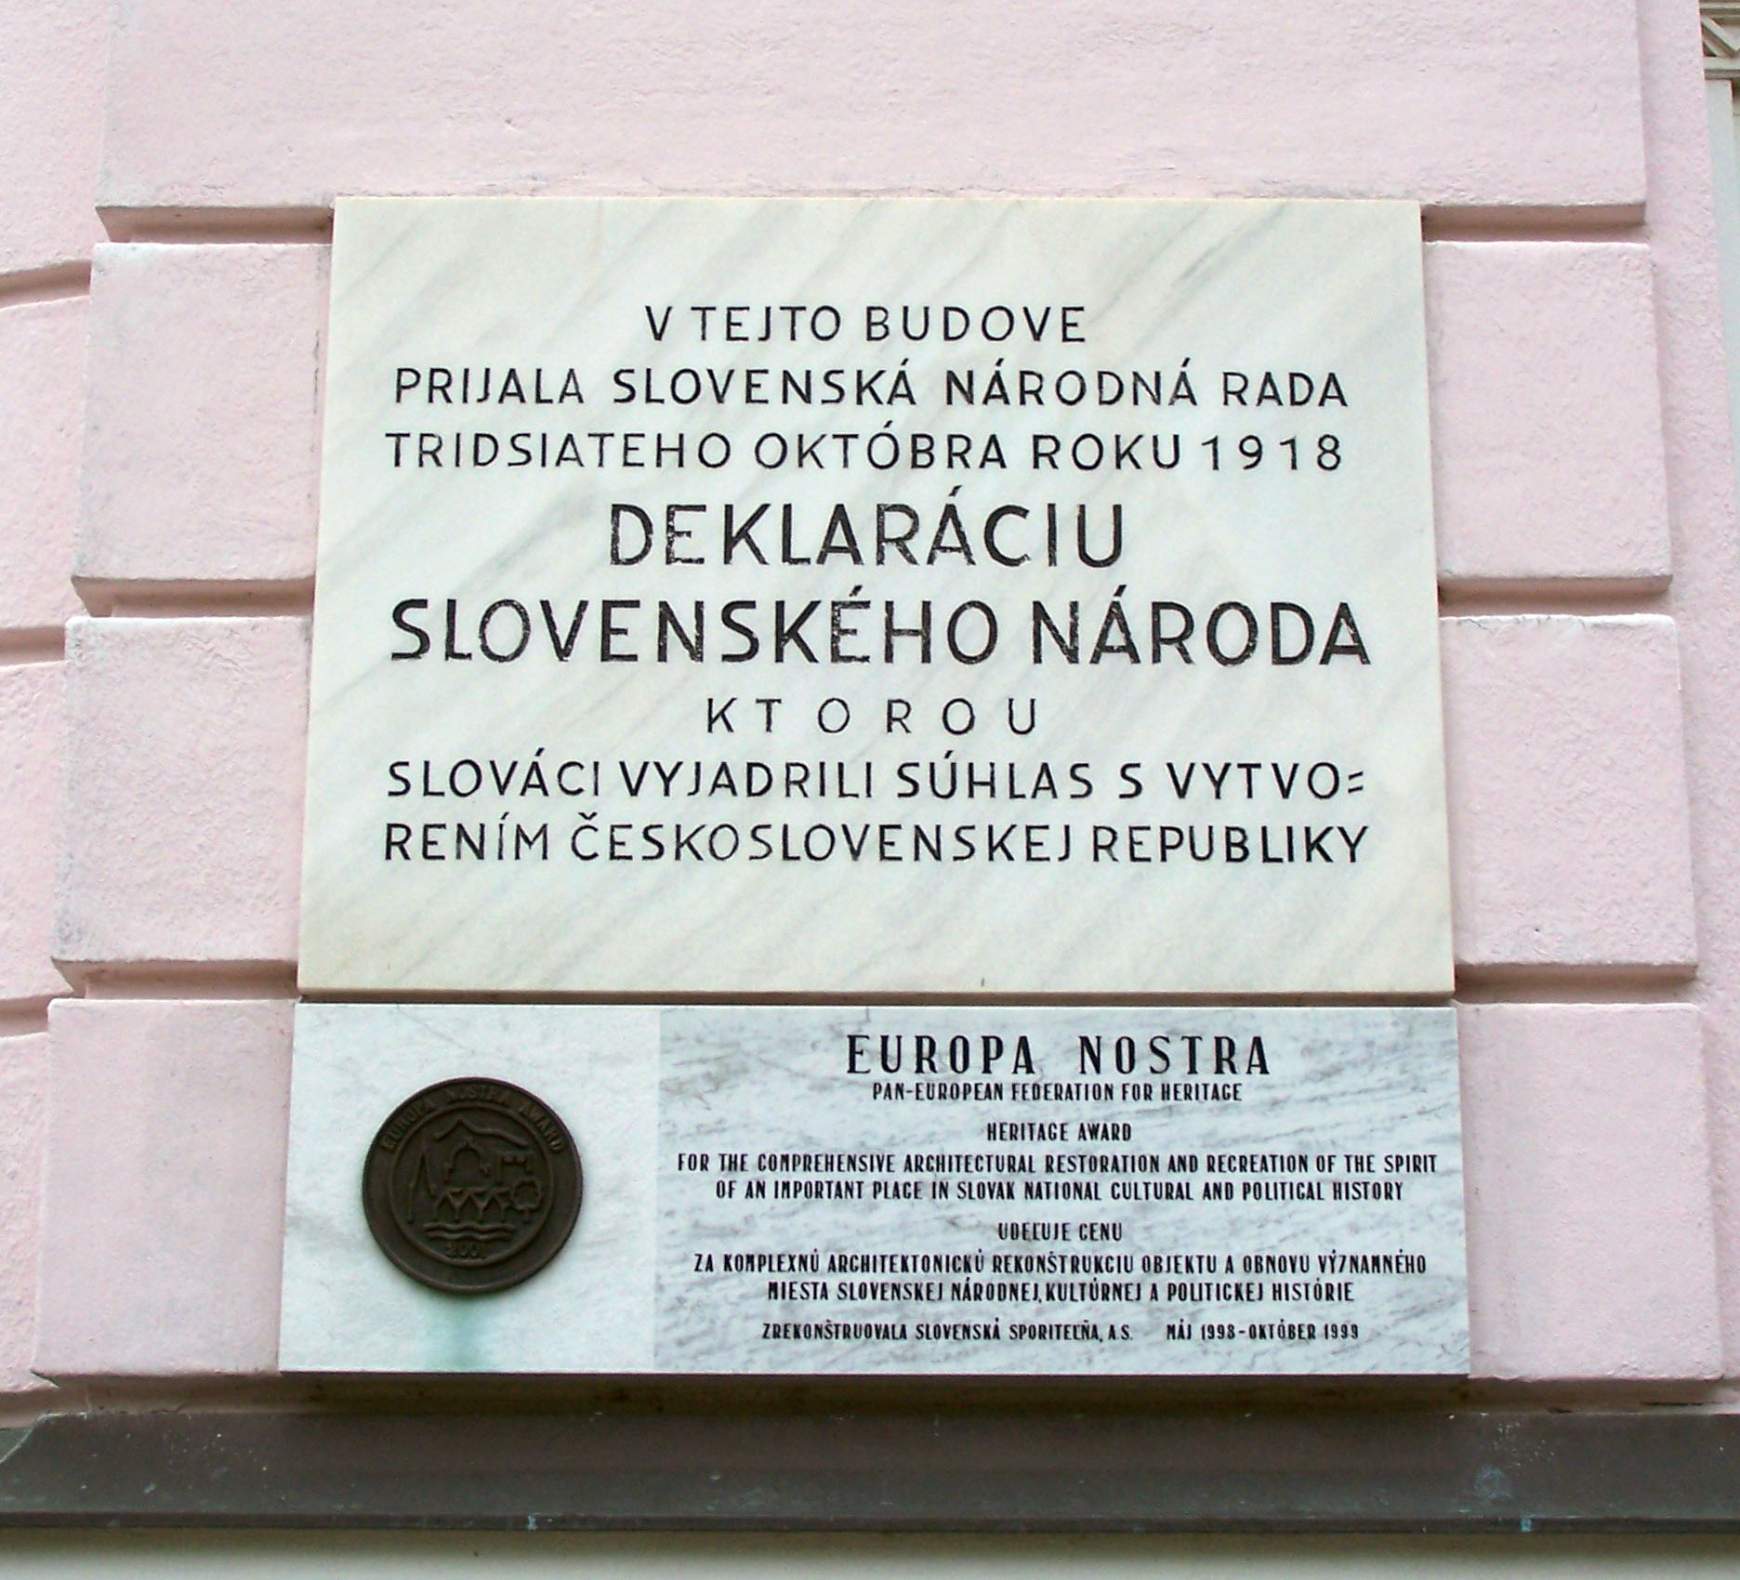 V TEJTO BUDOVE
PRIJALA SLOVENSKÁ NÁRODNÁ RADA
TRIDSIATEHO OKTÓBRA ROKU 1918
DEKLARÁCIU
SLOVENSKÉHO NÁRODA
KTOROU
SLOVÁCI VYJADRILI SÚHLAS S VYTVO=
RENÍM ČESKOSLOVENSKEJ REPUBLIKY
EUROPA NOSTRA
PAN-EUROPEAN FEDERATION FOR HERITAGE
HERITAGE AWARD
FOR THE COMPREHENSIVE ARCHITECTURAL RESTORATION AND RECREATION OF THE SPIRIT
OF AN IMPORTANT PLACE IN SLOVAK NATIONAL CULTURAL AND POLITICAL HISTORY
UDEĽUJE CENU
ZA KOMPLEXNÚ ARCHITEKTONICKÚ REKONŠTRUKCIU OBJEKTU A OBNOVU VÝZNAMNÉHO
MIESTA SLOVENSKEJ NÁRODNEJ, KULTÚRNEJ A POLITICKEJ HISTÓRIE
ZREKONŠTRUOVALA SLOVENSKÁ SPORITEĽŇA, A.S. MÁJ 1998-OKTÓBER 1999
EUROPA NOSTRA AWARD